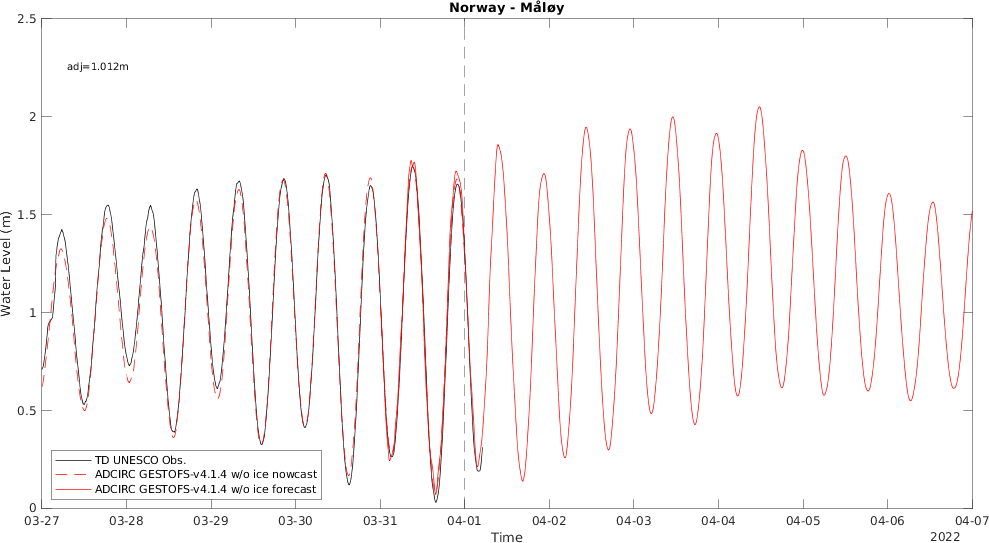 Norway - Måløy
2.5
adj=1.012m
2
1.5
Water Level (m)
1
0.5
TD UNESCO Obs.
ADCIRC GESTOFS-v4.1.4 w/o ice nowcast
ADCIRC GESTOFS-v4.1.4 w/o ice forecast
0
03-27 03-28 03-29 03-30 03-31 04-01 04-02 04-03 04-04 04-05 04-06 04-07
Time
2022